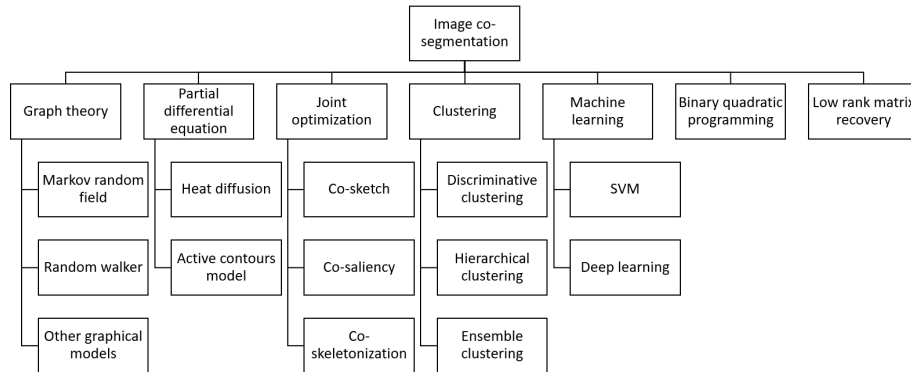 Image co-
segmentation
Graph theory
Partial
differential
equation
Joint
optimization
Clustering
Machine
learning
Binary quadratic
programming
Low rank matrix
recovery
Markov random
field
Heat diffusion
Co-sketch
Discriminative
clustering
SVM
Random walker
Active contours
model
Co-saliency
Hierarchical
clustering
Deep learning
Other graphical
models
Co-
skeletonization
Ensemble
clustering